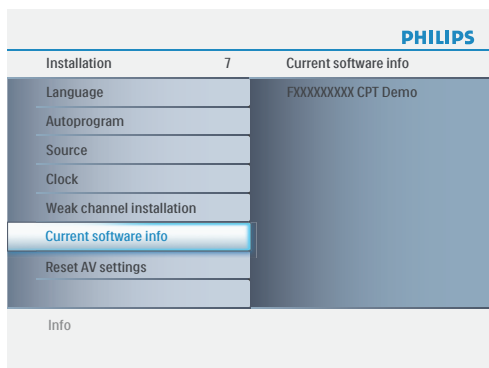 PHILIPS
Installation 7 Current software info
Language FXXXXXXXXX CPT Demo
Autoprogram
Source
Clock
Weak channel installation
Current software info
Reset AV settings
Info